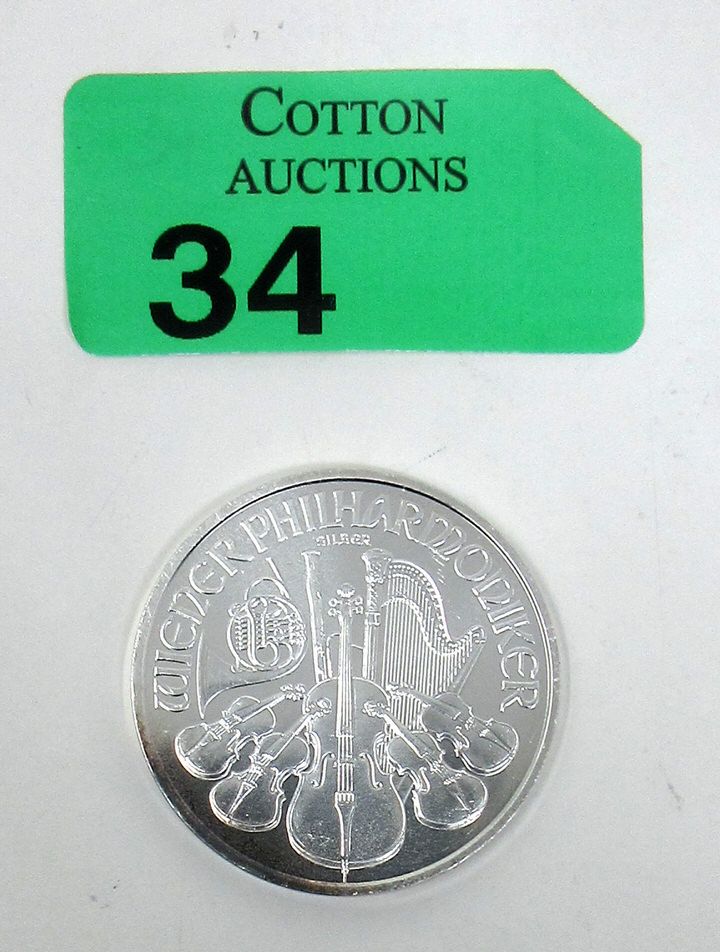 COTTON
AUCTIONS
34
WIENER PHILHARMONIKER
SILBER